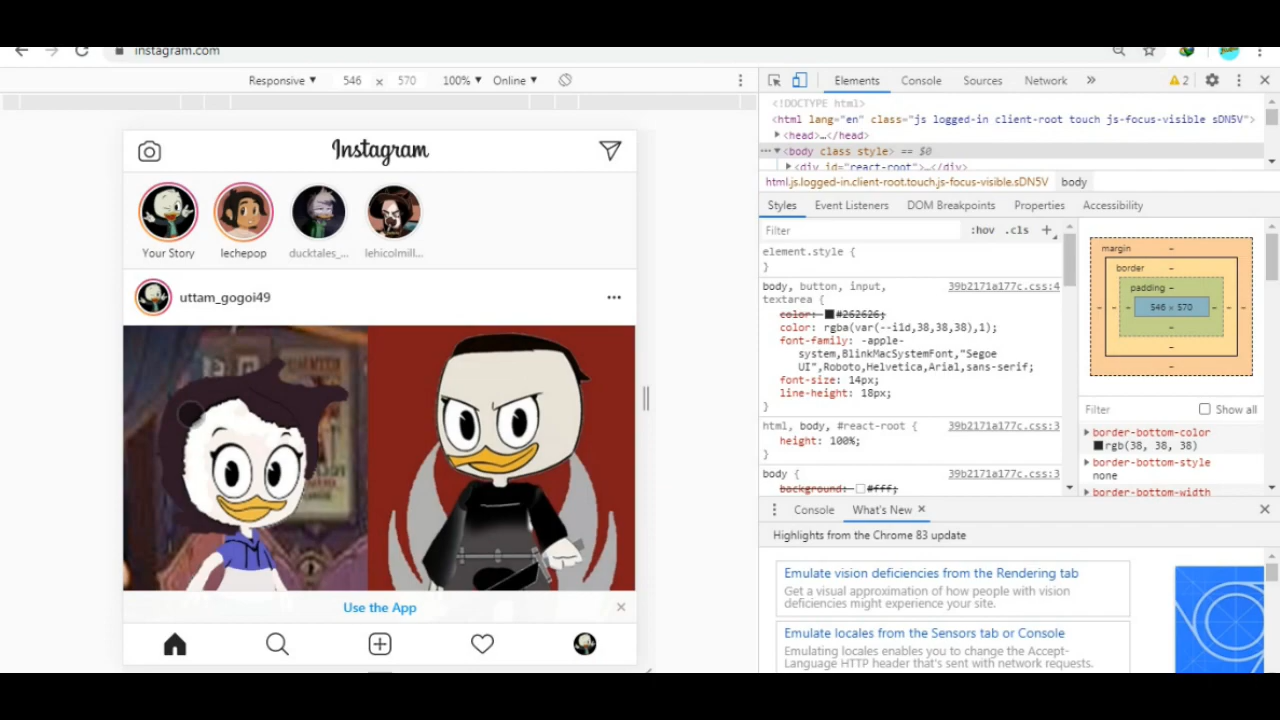 instagram.com
Responsive ▼ 546 × 570 100% ▼ Online ▼
Elements Console Sources Network » ⚠ 2
<!DOCTYPE html>
<html lang="en" class="js logged-in client-root touch js-focus-visible sDN5V">
▶<head>…</head>
…▼<body class style> == $0
▶<div id="react-root">…</div>
html.js.logged-in.client-root.touch.js-focus-visible.sDN5V body
Styles Event Listeners DOM Breakpoints Properties Accessibility
Filter :hov .cls +
element.style {
}
body, button, input, 39b2171a177c.css:4
textarea {
color: #262626;
color: rgba(var(--i1d,38,38,38),1);
font-family: -apple-
system,BlinkMacSystemFont,"Segoe
UI",Roboto,Helvetica,Arial,sans-serif;
font-size: 14px;
line-height: 18px;
}
html, body, #react-root { 39b2171a177c.css:3
height: 100%;
}
body { 39b2171a177c.css:3
background: #fff;
margin –
border –
padding –
546 × 570
Filter Show all
▶ border-bottom-color
rgb(38, 38, 38)
▶ border-bottom-style
none
▶ border-bottom-width
Console What's New ×
Highlights from the Chrome 83 update
Emulate vision deficiencies from the Rendering tab
Get a visual approximation of how people with vision
deficiencies might experience your site.
Emulate locales from the Sensors tab or Console
Emulating locales enables you to change the Accept-
Language HTTP header that's sent with network requests.
Instagram
Your Story lechepop ducktales_... lehicolmill...
uttam_gogoi49
Use the App ×